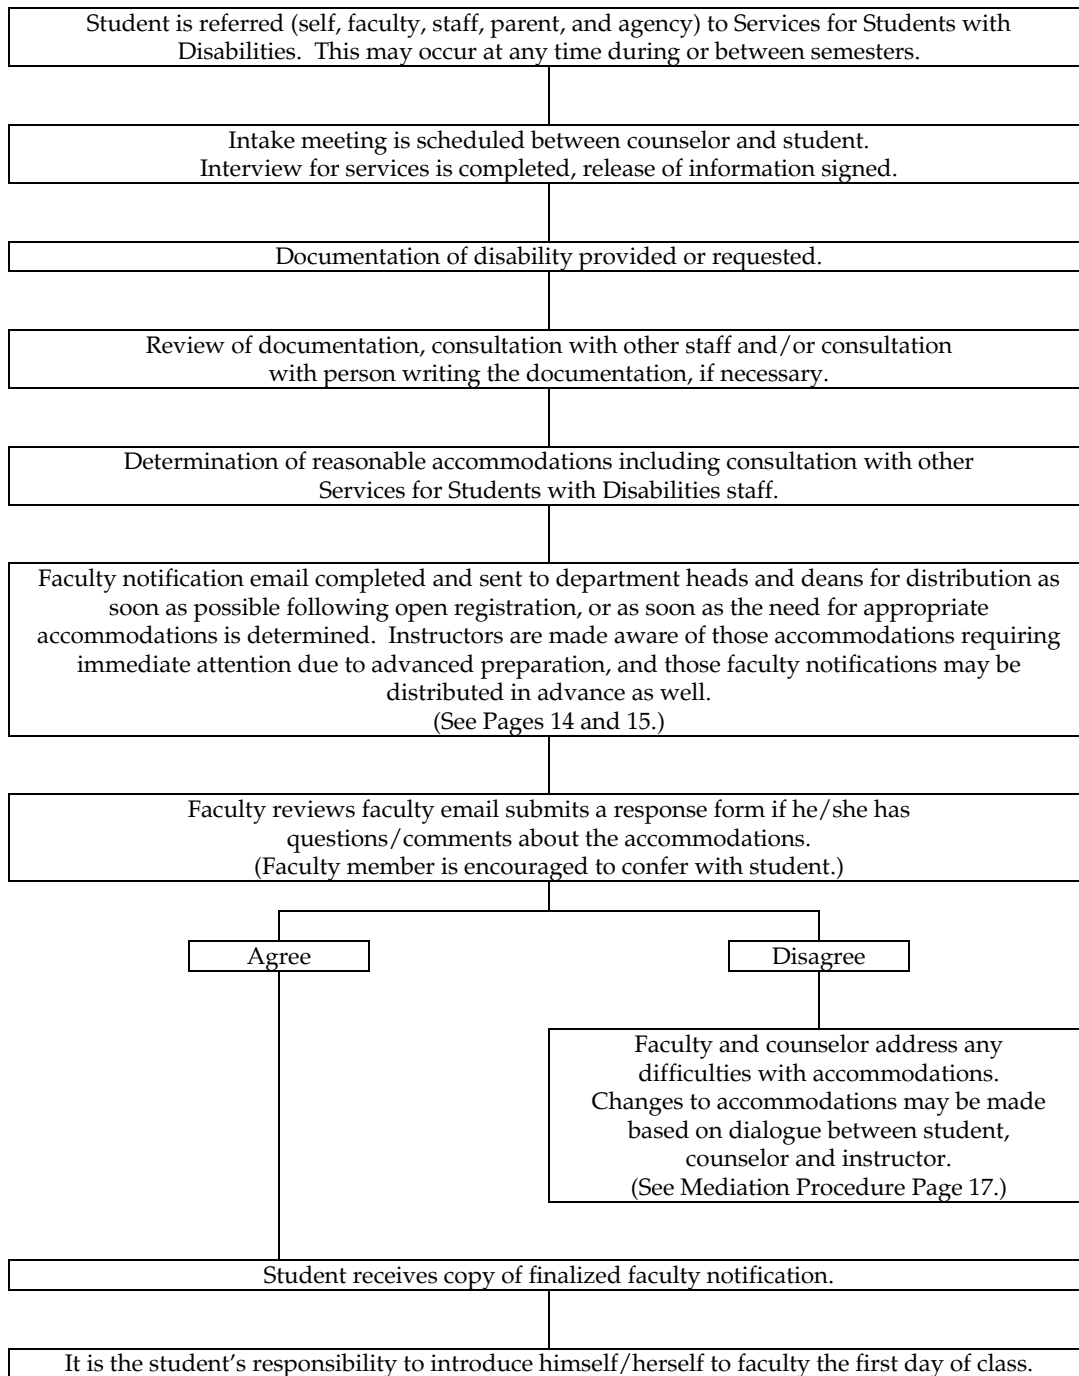 Student is referred (self, faculty, staff, parent, and agency) to Services for Students with
Disabilities.  This may occur at any time during or between semesters.
Intake meeting is scheduled between counselor and student.
Interview for services is completed, release of information signed.
Documentation of disability provided or requested.
Review of documentation, consultation with other staff and/or consultation
with person writing the documentation, if necessary.
Determination of reasonable accommodations including consultation with other
Services for Students with Disabilities staff.
Faculty notification email completed and sent to department heads and deans for distribution as
soon as possible following open registration, or as soon as the need for appropriate
accommodations is determined.  Instructors are made aware of those accommodations requiring
immediate attention due to advanced preparation, and those faculty notifications may be
distributed in advance as well.
(See Pages 14 and 15.)
Faculty reviews faculty email submits a response form if he/she has
questions/comments about the accommodations.
(Faculty member is encouraged to confer with student.)
Agree
Disagree
Faculty and counselor address any
difficulties with accommodations.
Changes to accommodations may be made
based on dialogue between student,
counselor and instructor.
(See Mediation Procedure Page 17.)
Student receives copy of finalized faculty notification.
It is the student’s responsibility to introduce himself/herself to faculty the first day of class.